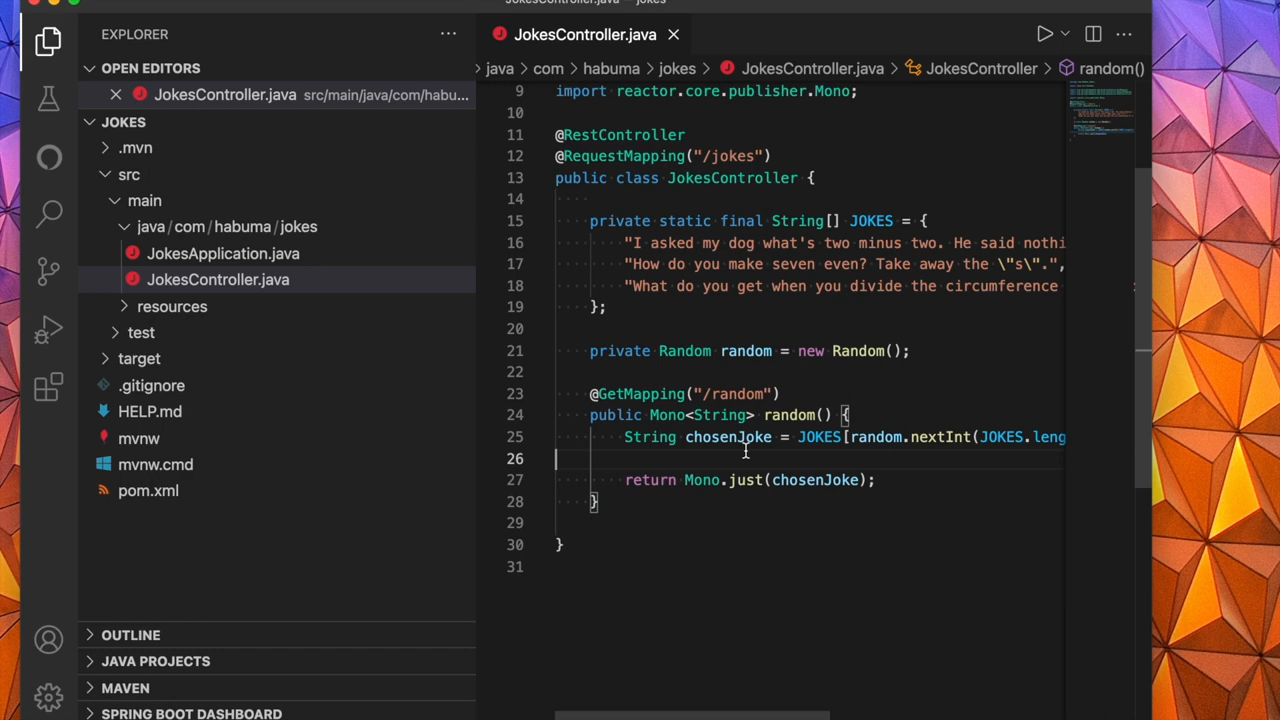 JokesController.java — jokes
EXPLORER
OPEN EDITORS
JokesController.java src/main/java/com/habu...
JOKES
.mvn
src
main
java/com/habuma/jokes
JokesApplication.java
JokesController.java
resources
test
target
.gitignore
HELP.md
mvnw
mvnw.cmd
pom.xml
OUTLINE
JAVA PROJECTS
MAVEN
SPRING BOOT DASHBOARD
JokesController.java
java > com > habuma > jokes > JokesController.java > JokesController > random()
9 import reactor.core.publisher.Mono;
10
11 @RestController
12 @RequestMapping("/jokes")
13 public class JokesController {
14
15 private static final String[] JOKES = {
16 "I asked my dog what's two minus two. He said nothi
17 "How do you make seven even? Take away the \"s\".",
18 "What do you get when you divide the circumference
19 };
20
21 private Random random = new Random();
22
23 @GetMapping("/random")
24 public Mono<String> random() {
25 String chosenJoke = JOKES[random.nextInt(JOKES.leng
26
27 return Mono.just(chosenJoke);
28 }
29
30 }
31